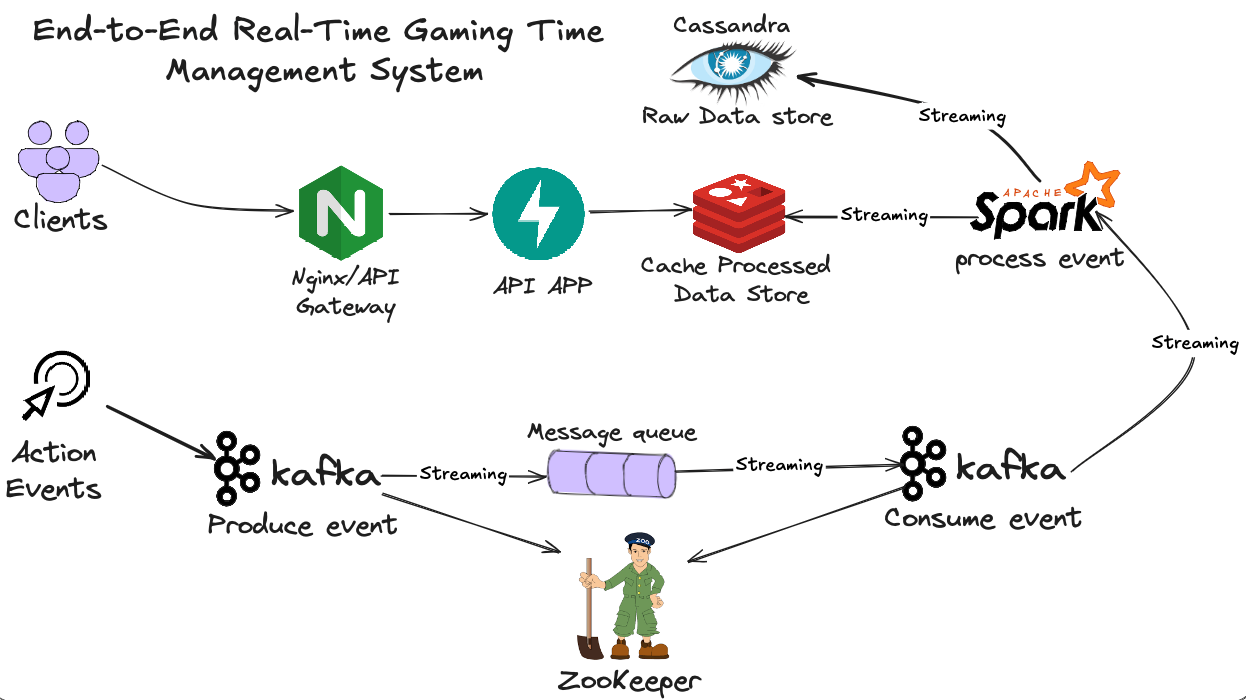 End-to-End Real-Time Gaming Time
Management System
Cassandra
Raw Data store
Streaming
Clients
Nginx/API
Gateway
API APP
Cache Processed
Data Store
Streaming
APACHE
Spark
process event
Streaming
Action
Events
kafka
Produce event
Streaming
Message queue
Streaming
kafka
Consume event
ZOO
ZooKeeper